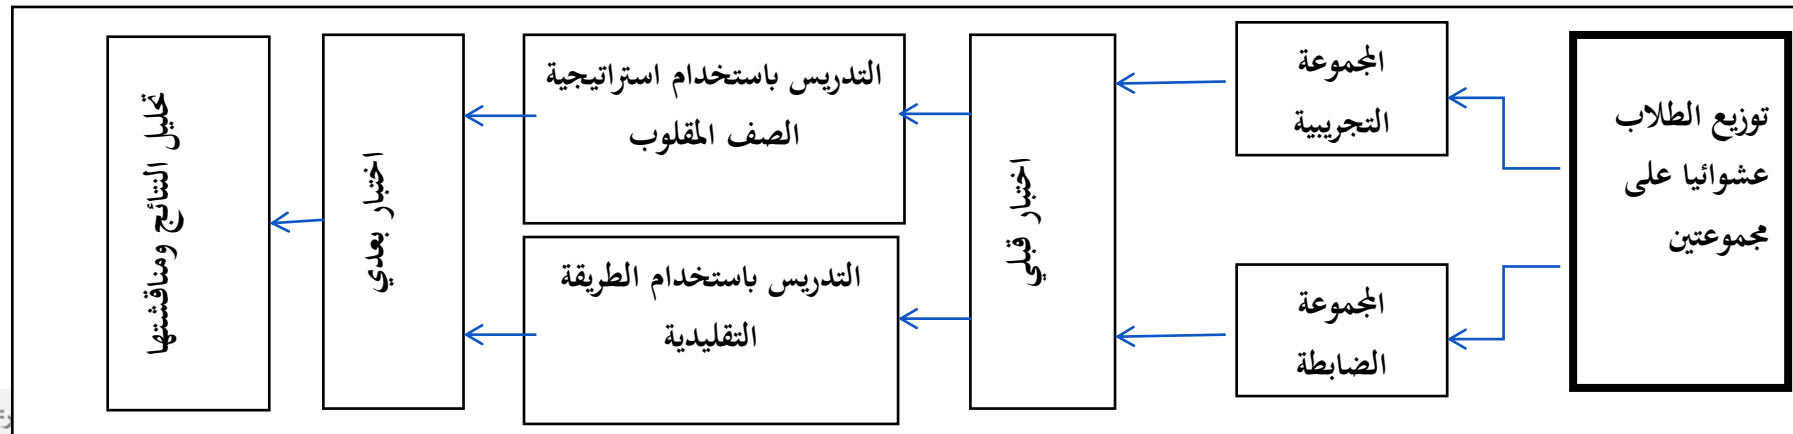 توزيع الطلاب
عشوائيا على
مجموعتين
المجموعة
التجريبية
المجموعة
الضابطة
اختبار قبلي
التدريس باستخدام استراتيجية
الصف المقلوب
التدريس باستخدام الطريقة
التقليدية
اختبار بعدي
تحليل النتائج ومناقشتها